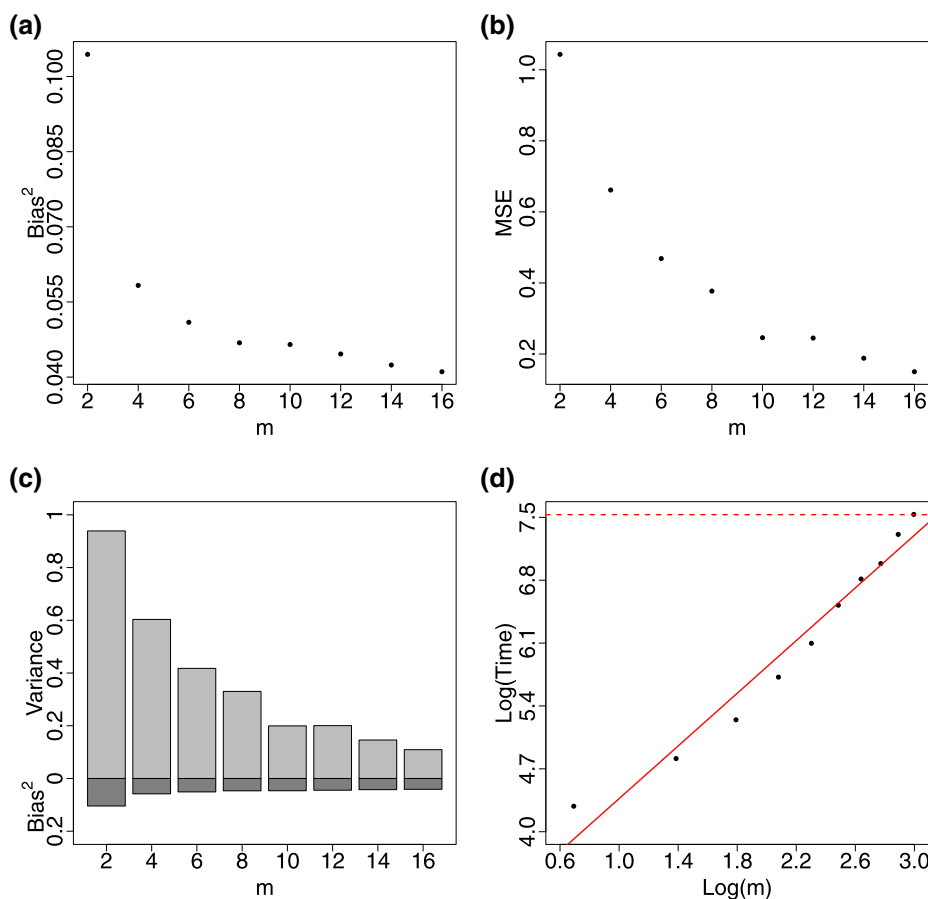 (a)
Bias²
0.100
0.085
0.070
0.055
0.040
2 4 6 8 10 12 14 16
m
(b)
MSE
1.0
0.8
0.6
0.4
0.2
2 4 6 8 10 12 14 16
m
(c)
Bias² Variance
1
0.8
0.6
0.4
0.2
0
0.2
2 4 6 8 10 12 14 16
m
(d)
Log(Time)
7.5
6.8
6.1
5.4
4.7
4.0
0.6 1.0 1.4 1.8 2.2 2.6 3.0
Log(m)